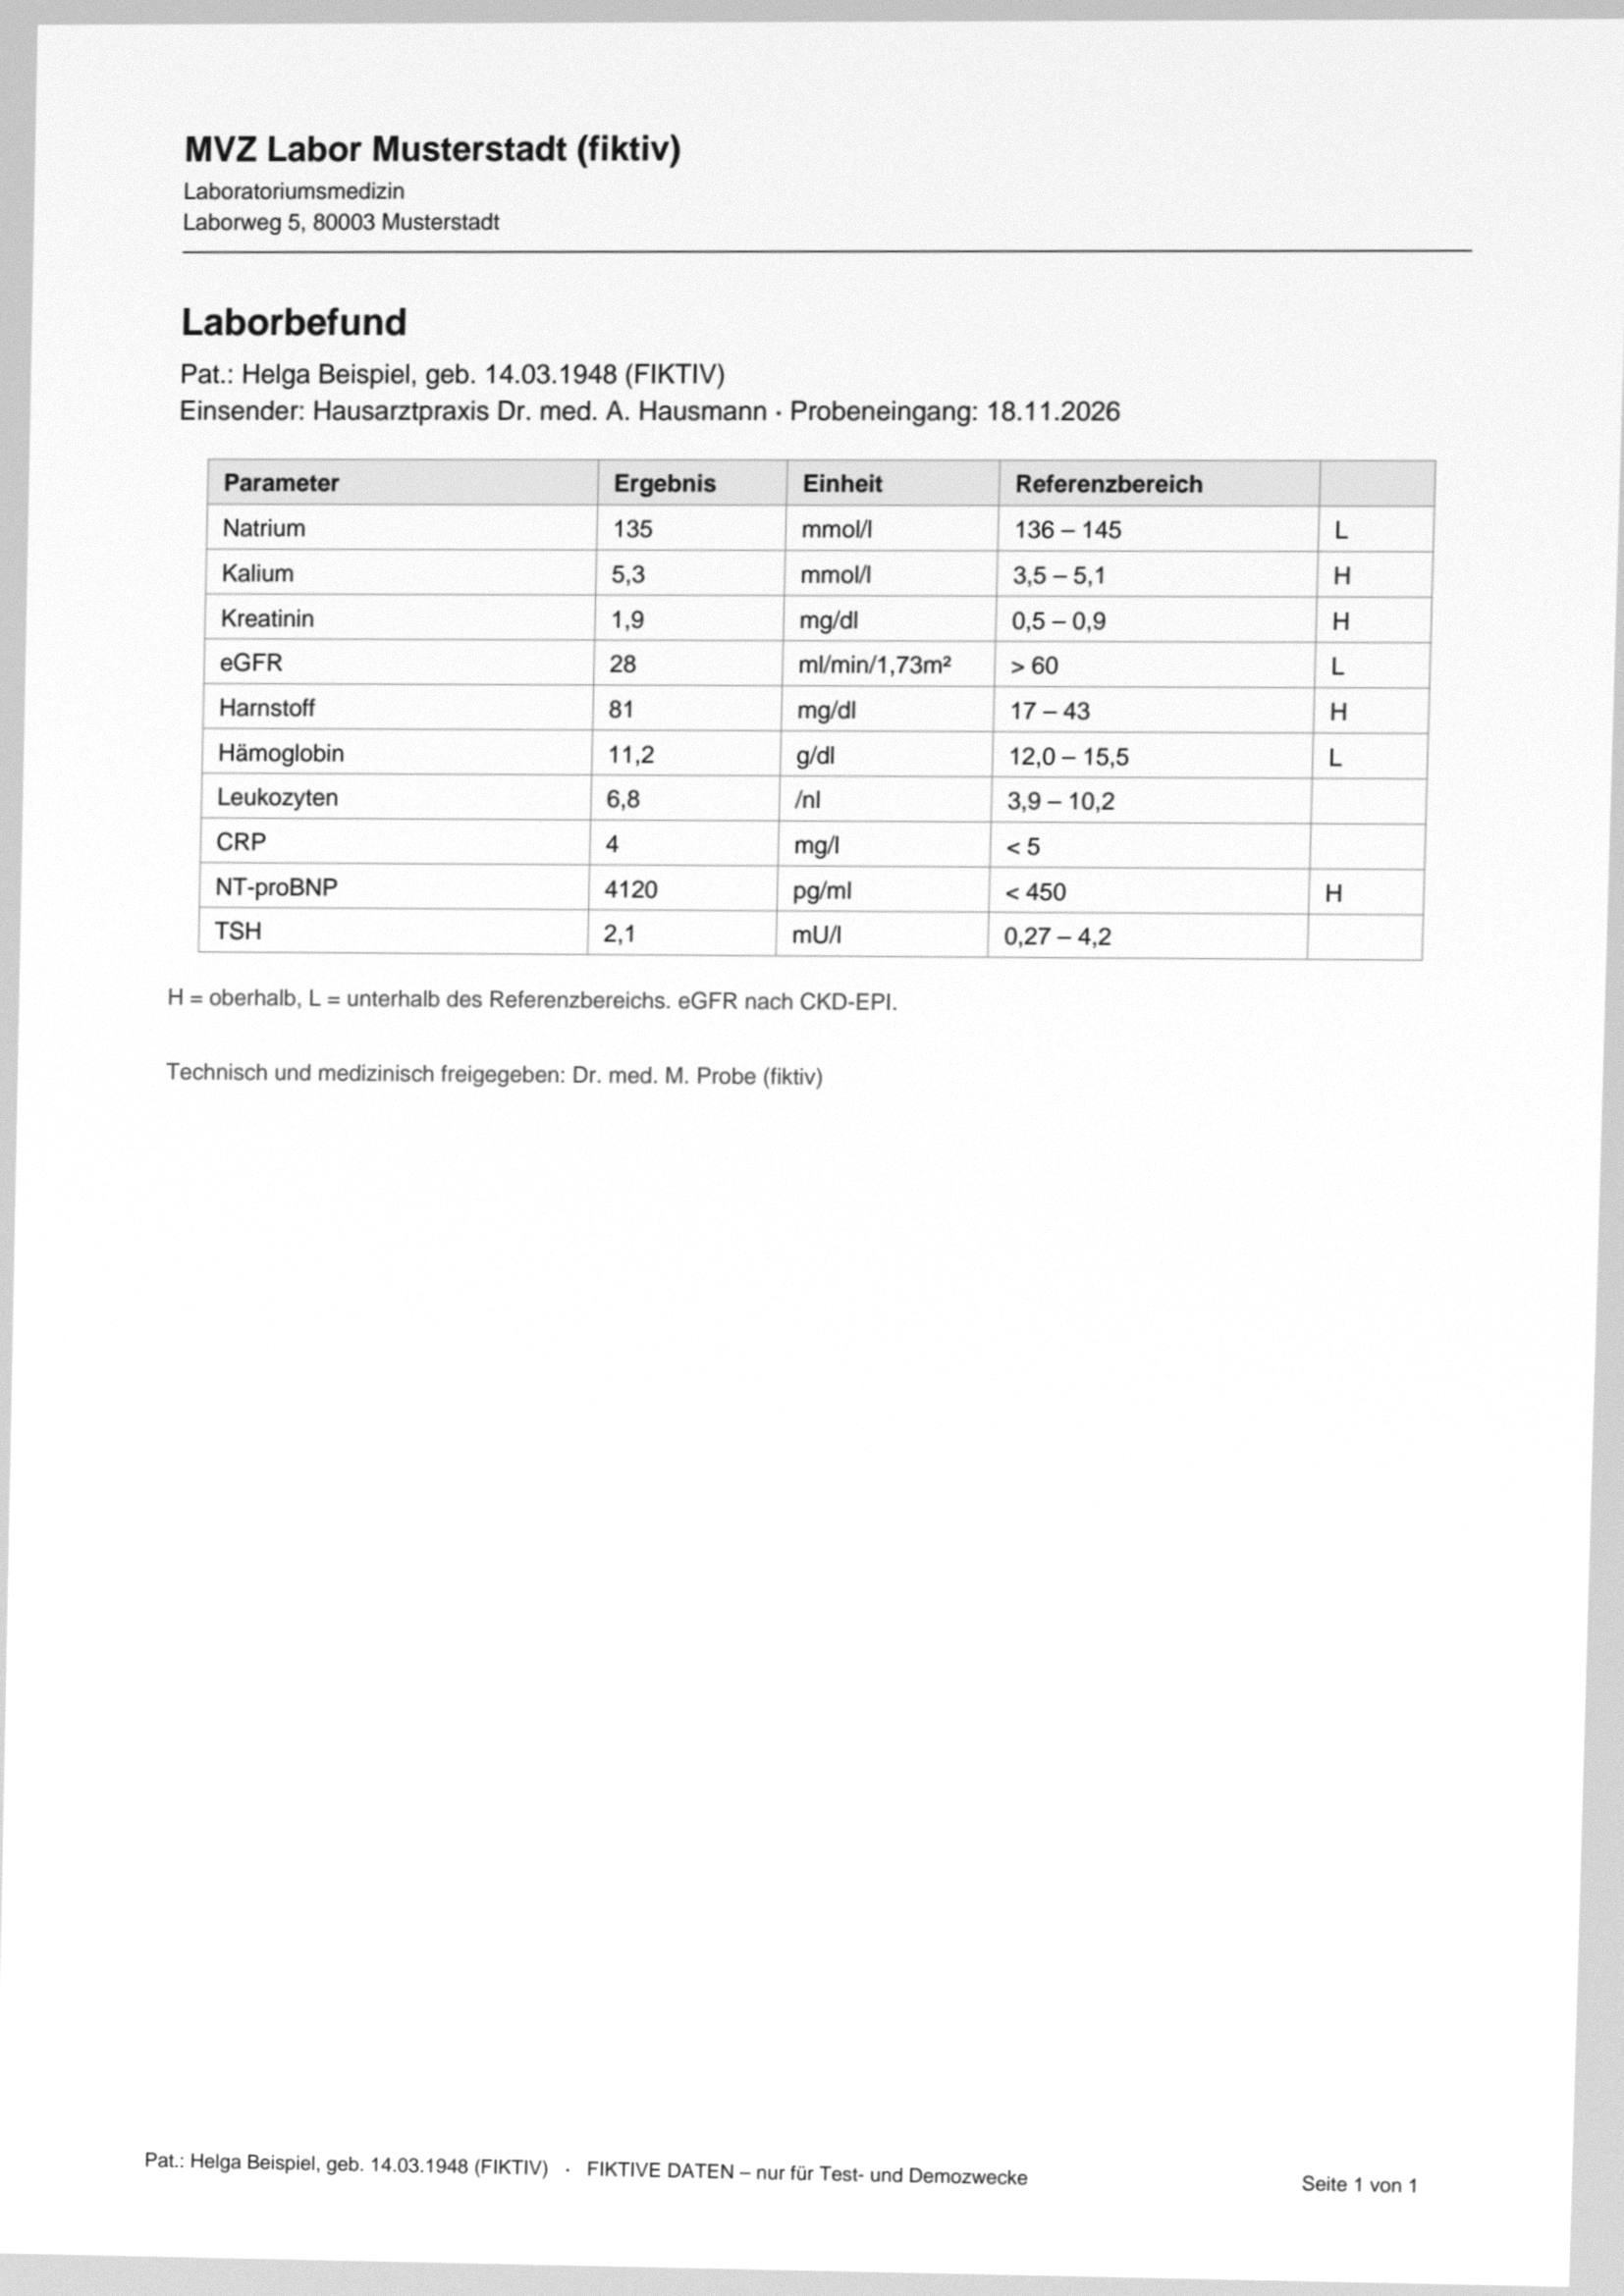 MVZ Labor Musterstadt (fiktiv)
Laboratoriumsmedizin
Laborweg 5, 80003 Musterstadt
Laborbefund
Pat.: Helga Beispiel, geb. 14.03.1948 (FIKTIV)
Einsender: Hausarztpraxis Dr. med. A. Hausmann · Probeneingang: 18.11.2026
Parameter Ergebnis Einheit Referenzbereich
Natrium 135 mmol/l 136 – 145 L
Kalium 5,3 mmol/l 3,5 – 5,1 H
Kreatinin 1,9 mg/dl 0,5 – 0,9 H
eGFR 28 ml/min/1,73m² > 60 L
Harnstoff 81 mg/dl 17 – 43 H
Hämoglobin 11,2 g/dl 12,0 – 15,5 L
Leukozyten 6,8 /nl 3,9 – 10,2
CRP 4 mg/l < 5
NT-proBNP 4120 pg/ml < 450 H
TSH 2,1 mU/l 0,27 – 4,2
H = oberhalb, L = unterhalb des Referenzbereichs. eGFR nach CKD-EPI.
Technisch und medizinisch freigegeben: Dr. med. M. Probe (fiktiv)
Pat.: Helga Beispiel, geb. 14.03.1948 (FIKTIV) · FIKTIVE DATEN – nur für Test- und Demozwecke Seite 1 von 1